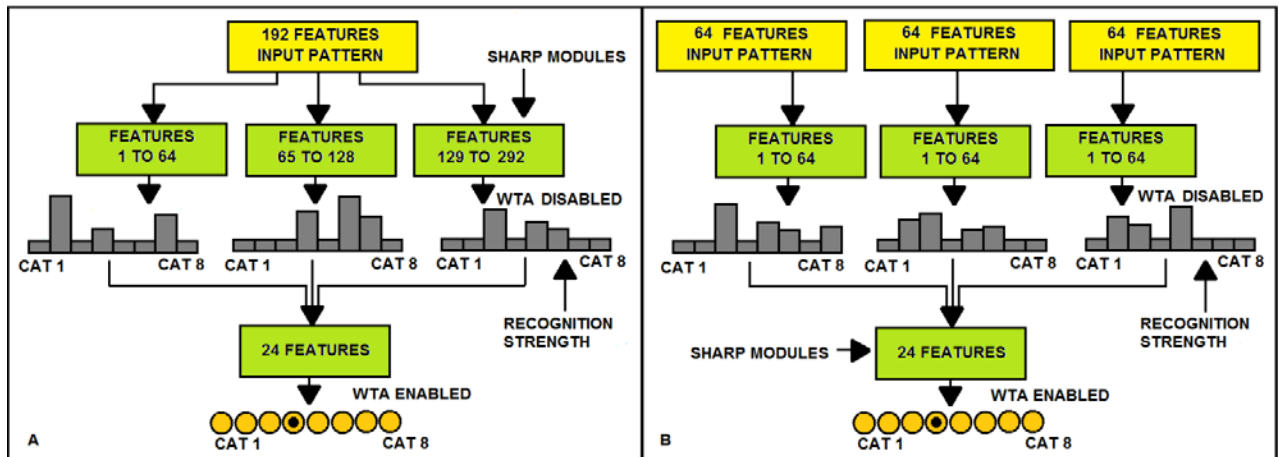 192 FEATURES
INPUT PATTERN
SHARP MODULES
FEATURES
1 TO 64
FEATURES
65 TO 128
FEATURES
129 TO 292
WTA DISABLED
CAT 1
CAT 8
CAT 1
CAT 8
CAT 1
CAT 8
24 FEATURES
RECOGNITION
STRENGTH
WTA ENABLED
CAT 1
CAT 8
A
64 FEATURES
INPUT PATTERN
64 FEATURES
INPUT PATTERN
64 FEATURES
INPUT PATTERN
FEATURES
1 TO 64
FEATURES
1 TO 64
FEATURES
1 TO 64
WTA DISABLED
CAT 1
CAT 8
CAT 1
CAT 8
CAT 1
CAT 8
RECOGNITION
STRENGTH
SHARP MODULES
24 FEATURES
WTA ENABLED
CAT 1
CAT 8
B